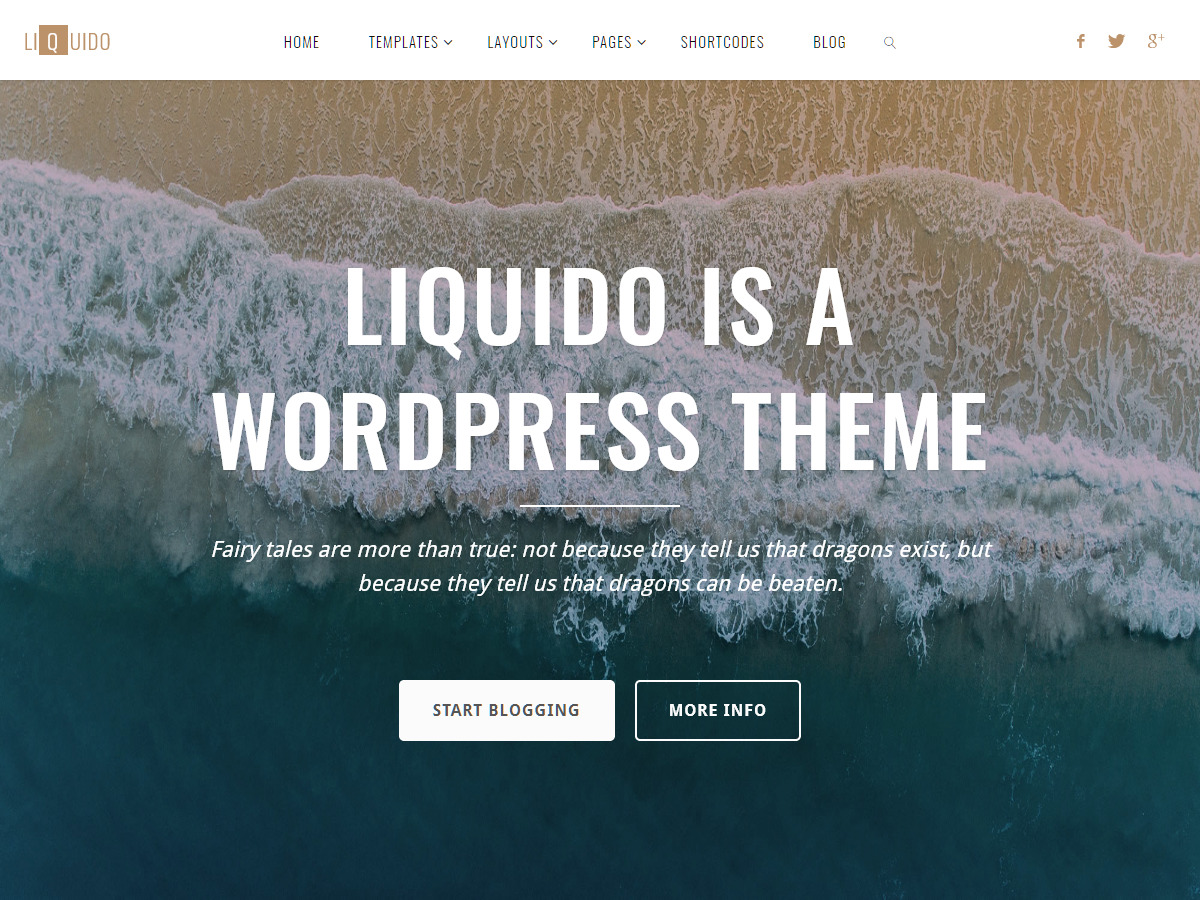 LIQUIDO
HOME TEMPLATES LAYOUTS PAGES SHORTCODES BLOG
g+
LIQUIDO IS A
WORDPRESS THEME
Fairy tales are more than true: not because they tell us that dragons exist, but
because they tell us that dragons can be beaten.
START BLOGGING MORE INFO